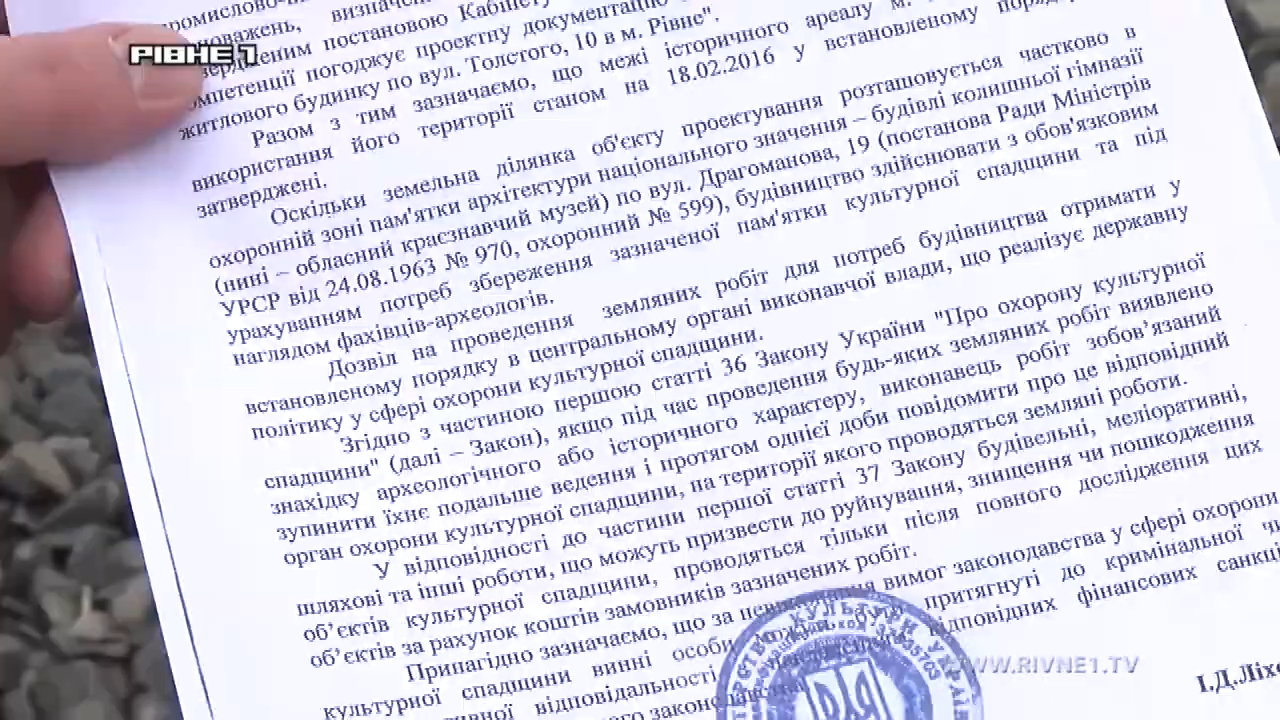 РІВНЕ 1
промислово-
визначен
твердженим постановою Кабінету
компетенції погоджує проектну документацію
житлового будинку по вул. Толстого, 10 в м. Рівне".
Разом з тим зазначаємо, що межі історичного ареалу м.
використання його території станом на 18.02.2016 у встановленому
затверджені.
Оскільки земельна ділянка об'єкту проектування розташовується частково в
охоронній зоні пам'ятки архітектури національного значення – будівлі колишньої гімназії
(нині – обласний краєзнавчий музей) по вул. Драгоманова, 19 (постанова Ради Міністрів
УРСР від 24.08.1963 № 970, охоронний № 599), будівництво здійснювати з обов'язковим
урахуванням потреб збереження зазначеної пам'ятки культурної спадщини та під
наглядом фахівців-археологів.
Дозвіл на проведення земляних робіт для потреб будівництва отримати у
встановленому порядку в центральному органі виконавчої влади, що реалізує державну
політику у сфері охорони культурної спадщини.
Згідно з частиною першою статті 36 Закону України "Про охорону культурної
спадщини" (далі – Закон), якщо під час проведення будь-яких земляних робіт виявлено
знахідку археологічного або історичного характеру, виконавець робіт зобов’язаний
зупинити їхнє подальше ведення і протягом однієї доби повідомити про це відповідний
орган охорони культурної спадщини, на території якого проводяться земляні роботи.
У відповідності до частини першої статті 37 Закону будівельні, меліоративні,
шляхові та інші роботи, що можуть призвести до руйнування, знищення чи пошкодження
об’єктів культурної спадщини, проводяться тільки після повного дослідження цих
об’єктів за рахунок коштів замовників зазначених робіт.
Принагідно зазначаємо, що за невиконання вимог законодавства у сфері охорони
культурної спадщини винні особи можуть бути притягнуті до кримінальної чи
відповідальності відповідних фінансових санкці
законодавства
КУЛЬТУРИ УКРАЇ
WWW.RIVNE1.TV
І.Д.Ліхо